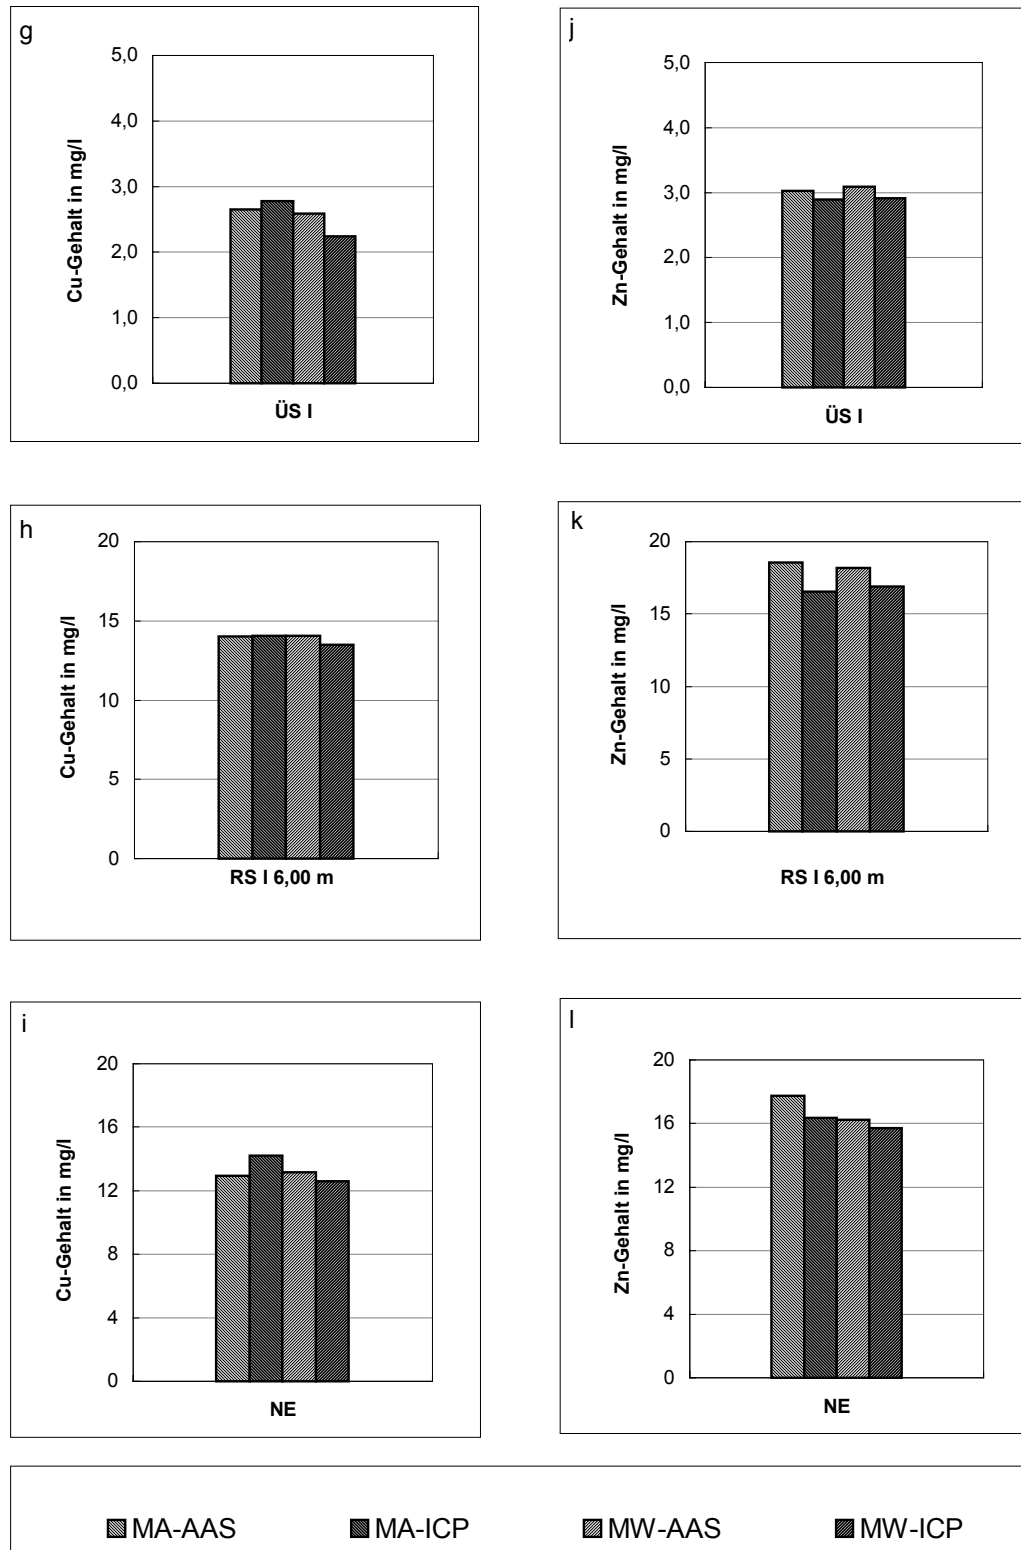 g
5,0
4,0
3,0
2,0
1,0
0,0
Cu-Gehalt in mg/l
ÜS I
j
5,0
4,0
3,0
2,0
1,0
0,0
Zn-Gehalt in mg/l
ÜS I
h
20
15
10
5
0
Cu-Gehalt in mg/l
RS I 6,00 m
k
20
15
10
5
0
Zn-Gehalt in mg/l
RS I 6,00 m
i
20
16
12
8
4
0
Cu-Gehalt in mg/l
NE
l
20
16
12
8
4
0
Zn-Gehalt in mg/l
NE
MA-AAS MA-ICP MW-AAS MW-ICP